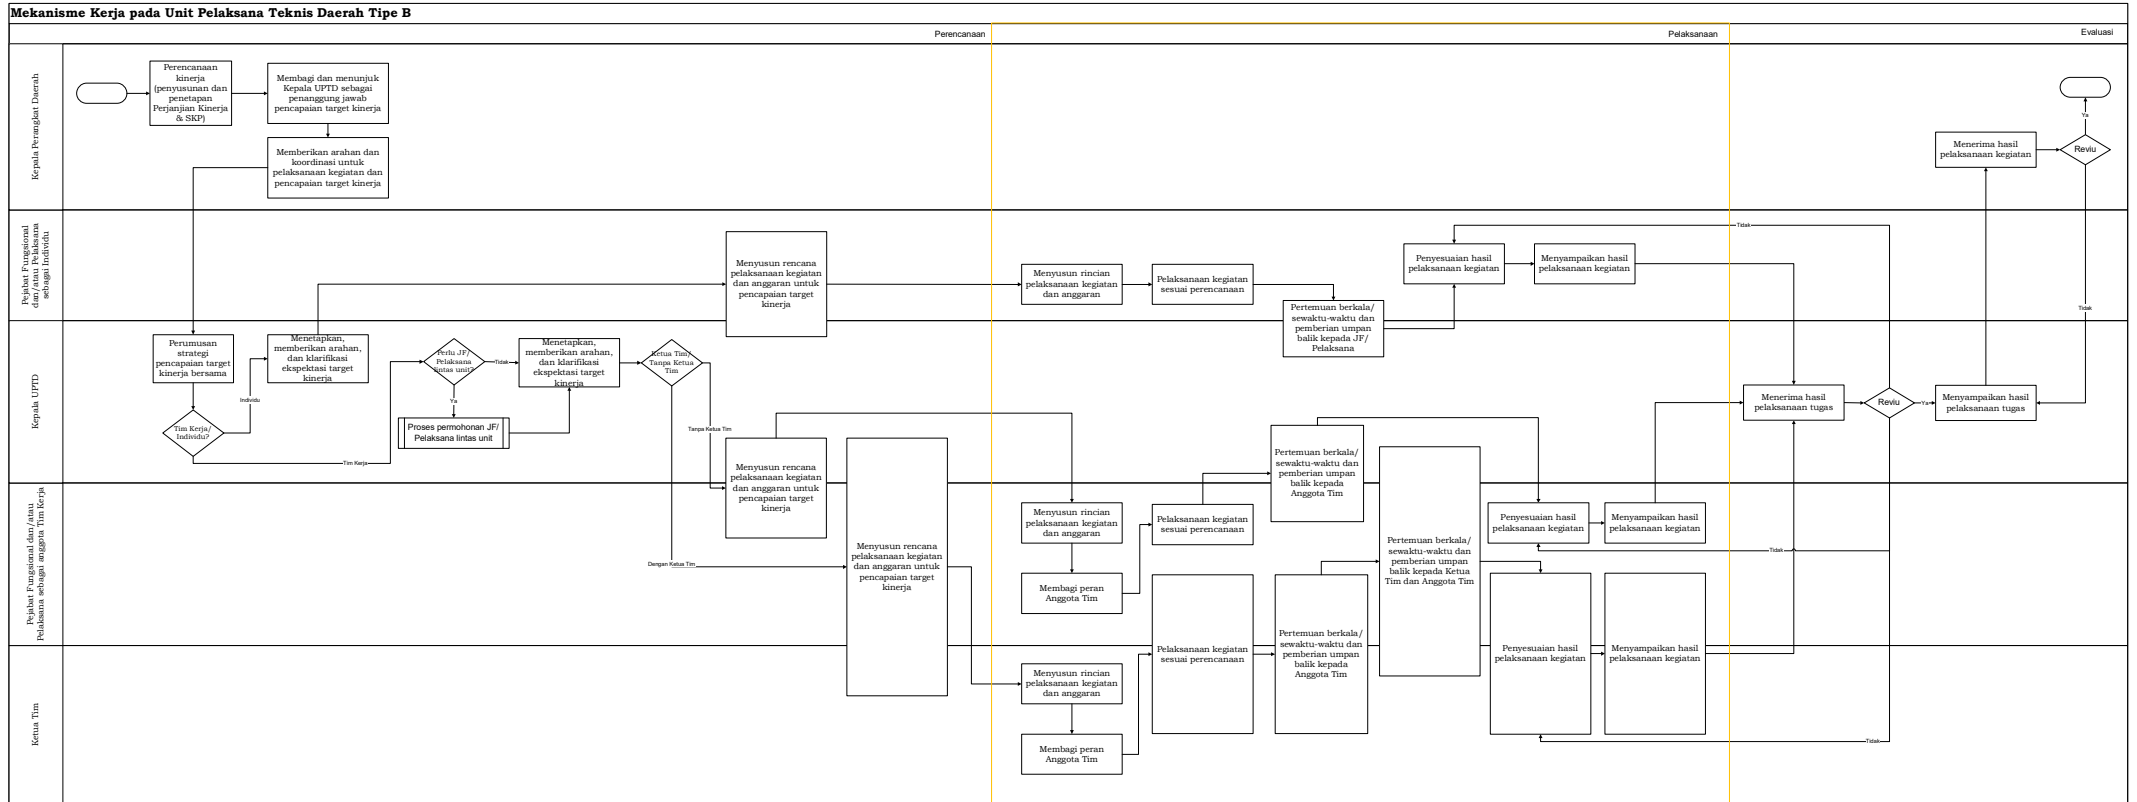 Mekanisme Kerja pada Unit Pelaksana Teknis Daerah Tipe B
Perencanaan
Pelaksanaan
Evaluasi
Kepala Perangkat Daerah
Perencanaan
kinerja
(penyusunan dan
penetapan
Perjanjian Kinerja
& SKP)
Membagi dan menunjuk
Kepala UPTD sebagai
penanggung jawab
pencapaian target kinerja
Memberikan arahan dan
koordinasi untuk
pelaksanaan kegiatan dan
pencapaian target kinerja
Menerima hasil
pelaksanaan kegiatan
Reviu
Ya
Tidak
Pejabat Fungsional
dan/atau Pelaksana
sebagai Individu
Menyusun rencana
pelaksanaan kegiatan
dan anggaran untuk
pencapaian target
kinerja
Menyusun rincian
pelaksanaan kegiatan
dan anggaran
Pelaksanaan kegiatan
sesuai perencanaan
Pertemuan berkala/
sewaktu-waktu dan
pemberian umpan
balik kepada JF/
Pelaksana
Penyesuaian hasil
pelaksanaan kegiatan
Menyampaikan hasil
pelaksanaan kegiatan
Tidak
Kepala UPTD
Perumusan
strategi
pencapaian target
kinerja bersama
Tim Kerja/
Individu?
Individu
Tim Kerja
Menetapkan,
memberikan arahan,
dan klarifikasi
ekspektasi target
kinerja
Perlu JF/
Pelaksana
lintas unit?
Tidak
Ya
Proses permohonan JF/
Pelaksana lintas unit
Menetapkan,
memberikan arahan,
dan klarifikasi
ekspektasi target
kinerja
Ketua Tim/
Tanpa Ketua
Tim
Tanpa Ketua Tim
Dengan Ketua Tim
Menyusun rencana
pelaksanaan kegiatan
dan anggaran untuk
pencapaian target
kinerja
Menyusun rencana
pelaksanaan kegiatan
dan anggaran untuk
pencapaian target
kinerja
Pertemuan berkala/
sewaktu-waktu dan
pemberian umpan
balik kepada
Anggota Tim
Pertemuan berkala/
sewaktu-waktu dan
pemberian umpan
balik kepada Ketua
Tim dan Anggota Tim
Menerima hasil
pelaksanaan tugas
Reviu
Ya
Menyampaikan hasil
pelaksanaan tugas
Pejabat Fungsional dan/atau
Pelaksana sebagai anggota Tim Kerja
Menyusun rincian
pelaksanaan kegiatan
dan anggaran
Membagi peran
Anggota Tim
Pelaksanaan kegiatan
sesuai perencanaan
Penyesuaian hasil
pelaksanaan kegiatan
Menyampaikan hasil
pelaksanaan kegiatan
Tidak
Ketua Tim
Menyusun rincian
pelaksanaan kegiatan
dan anggaran
Membagi peran
Anggota Tim
Pelaksanaan kegiatan
sesuai perencanaan
Pertemuan berkala/
sewaktu-waktu dan
pemberian umpan
balik kepada
Anggota Tim
Penyesuaian hasil
pelaksanaan kegiatan
Menyampaikan hasil
pelaksanaan kegiatan
Tidak